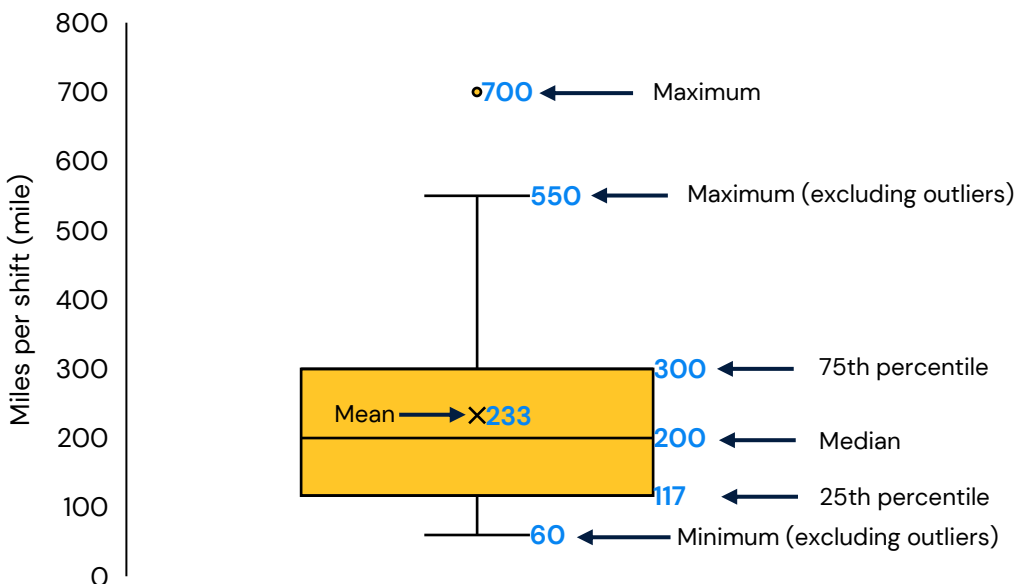 Miles per shift (mile)
800
700
600
500
400
300
200
100
0
700 Maximum
550 Maximum (excluding outliers)
300 75th percentile
Mean 233
200 Median
117 25th percentile
60 Minimum (excluding outliers)